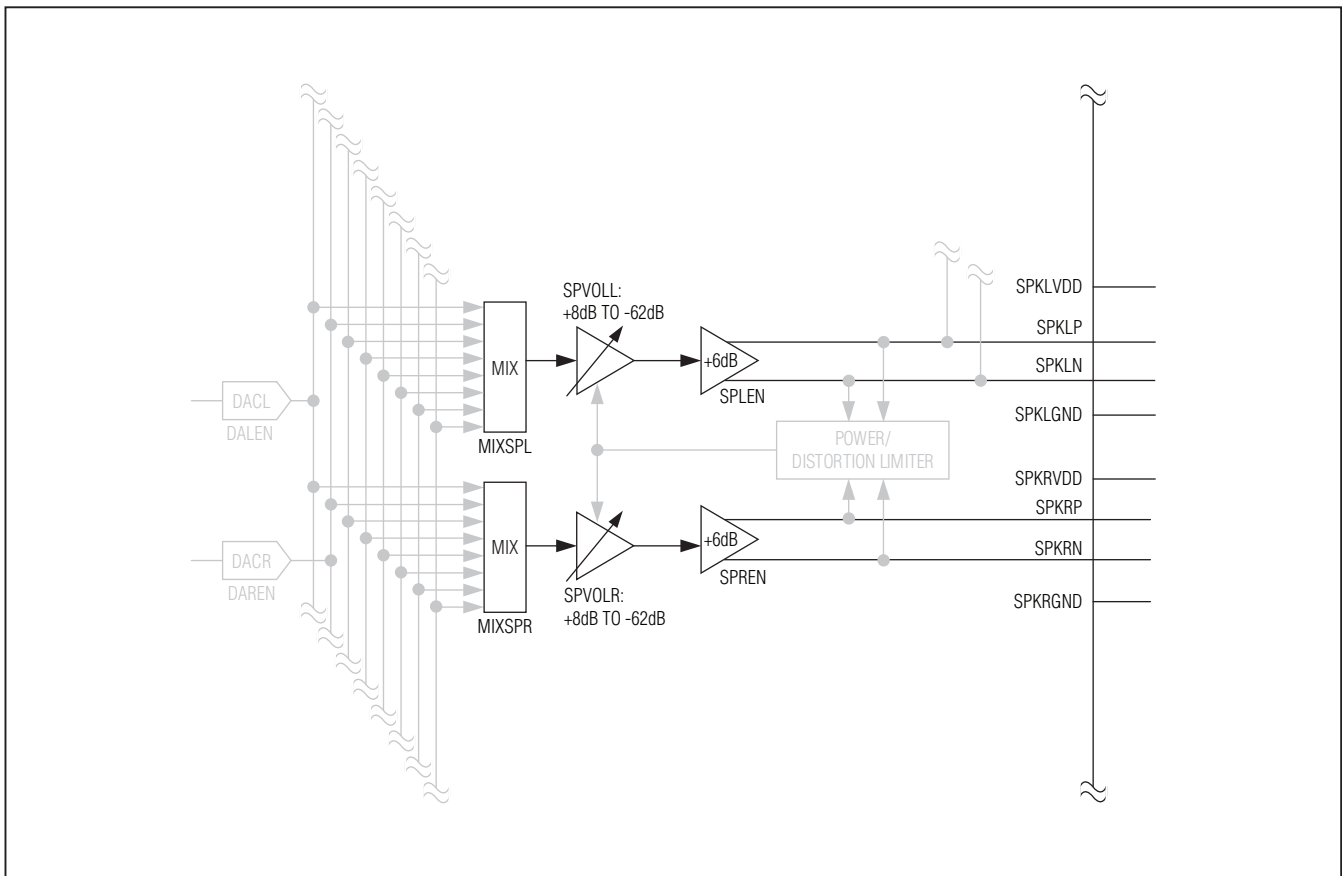 SPVOLL:
+8dB TO -62dB
SPKLVDD
SPKLP
MIX
+6dB
SPKLN
DACL
SPLEN
DALEN
SPKLGND
MIXSPL
POWER/
DISTORTION LIMITER
SPKRVDD
SPKRP
MIX
+6dB
SPKRN
DACR
SPREN
DAREN
SPVOLR:
+8dB TO -62dB
SPKRGND
MIXSPR